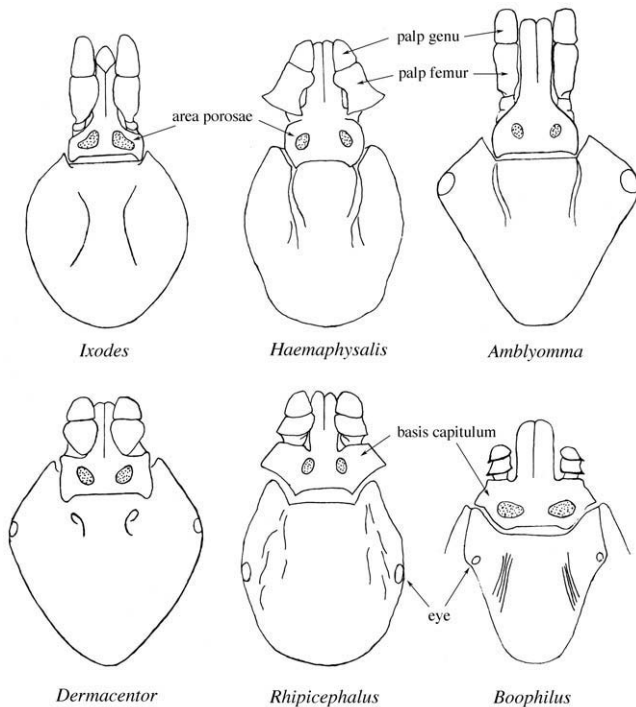 palp genu
palp femur
area porosae
Ixodes
Haemaphysalis
Amblyomma
basis capitulum
eye
Dermacentor
Rhipicephalus
Boophilus